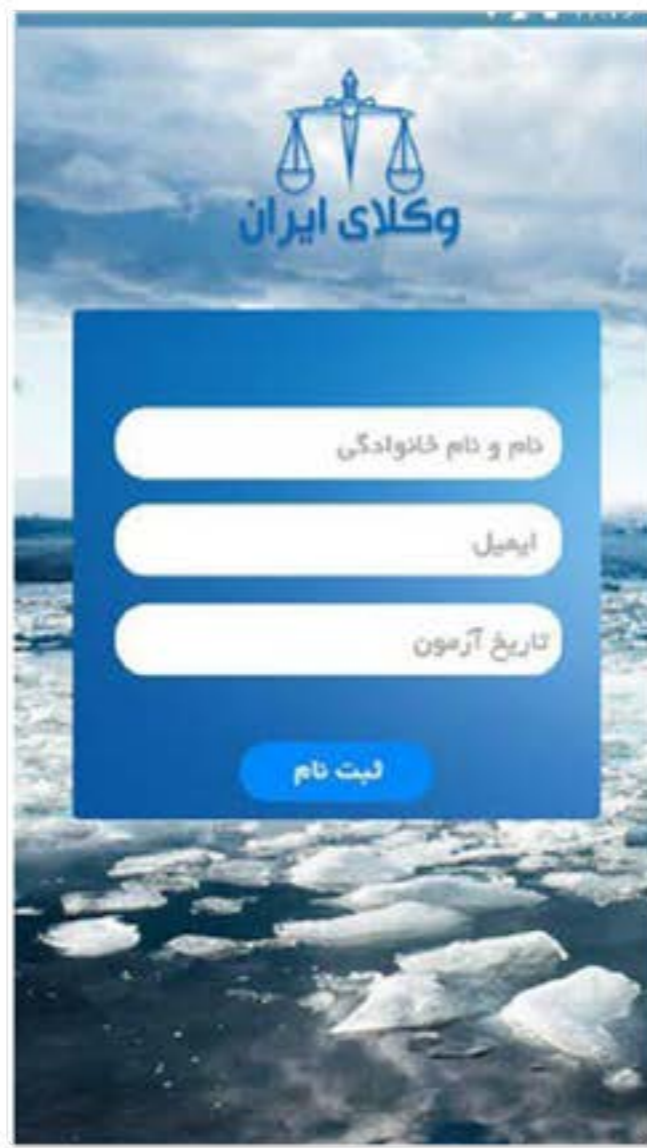 وکلای ایران
نام و نام خانوادگی
ایمیل
تاریخ آزمون
ثبت نام